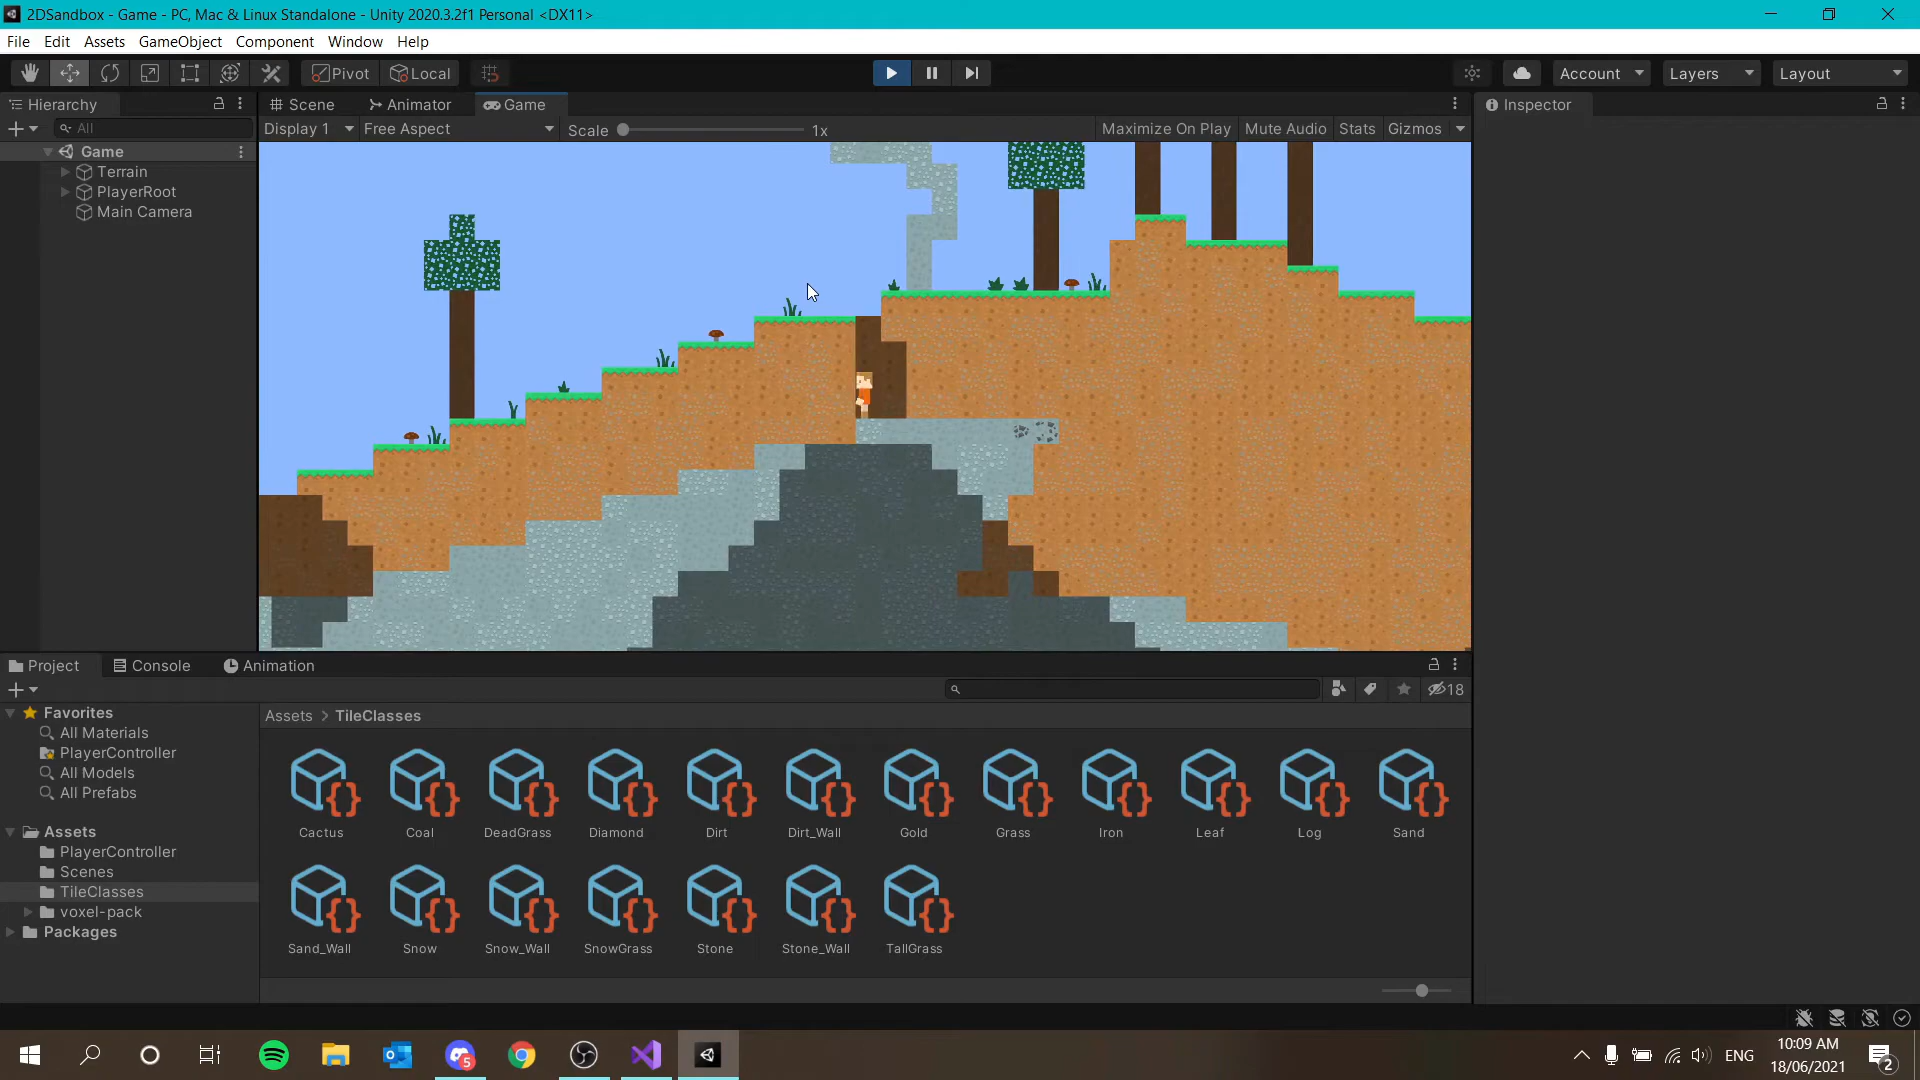 2DSandbox - Game - PC, Mac & Linux Standalone - Unity 2020.3.2f1 Personal <DX11>
File Edit Assets GameObject Component Window Help
Pivot Local Account Layers Layout
Hierarchy Scene Animator Game Inspector
All Display 1 Free Aspect Scale 1x Maximize On Play Mute Audio Stats Gizmos
Game
Terrain
PlayerRoot
Main Camera
Project Console Animation
18
Favorites
All Materials
PlayerController
All Models
All Prefabs
Assets
PlayerController
Scenes
TileClasses
voxel-pack
Packages
Assets > TileClasses
Cactus Coal DeadGrass Diamond Dirt Dirt_Wall Gold Grass Iron Leaf Log Sand
Sand_Wall Snow Snow_Wall SnowGrass Stone Stone_Wall TallGrass
5
ENG
10:09 AM
18/06/2021
2